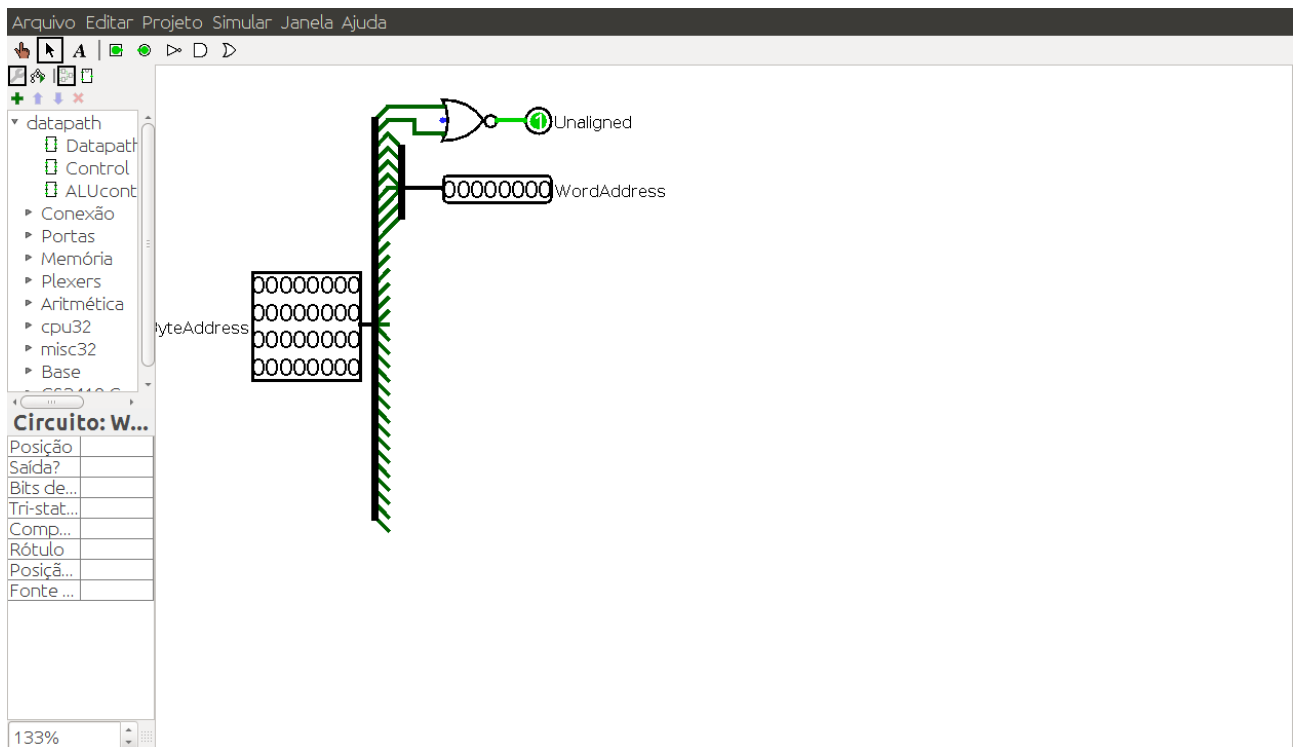 Arquivo Editar Projeto Simular Janela Ajuda
A
datapath
Datapath
Control
ALUcont
Conexão
Portas
Memória
Plexers
Aritmética
cpu32
misc32
Base
Circuito: W...
Posição
Saída?
Bits de...
Tri-stat...
Comp...
Rótulo
Posiçã...
Fonte ...
133%
1 Unaligned
00000000 WordAddress
00000000
00000000
yteAddress
00000000
00000000